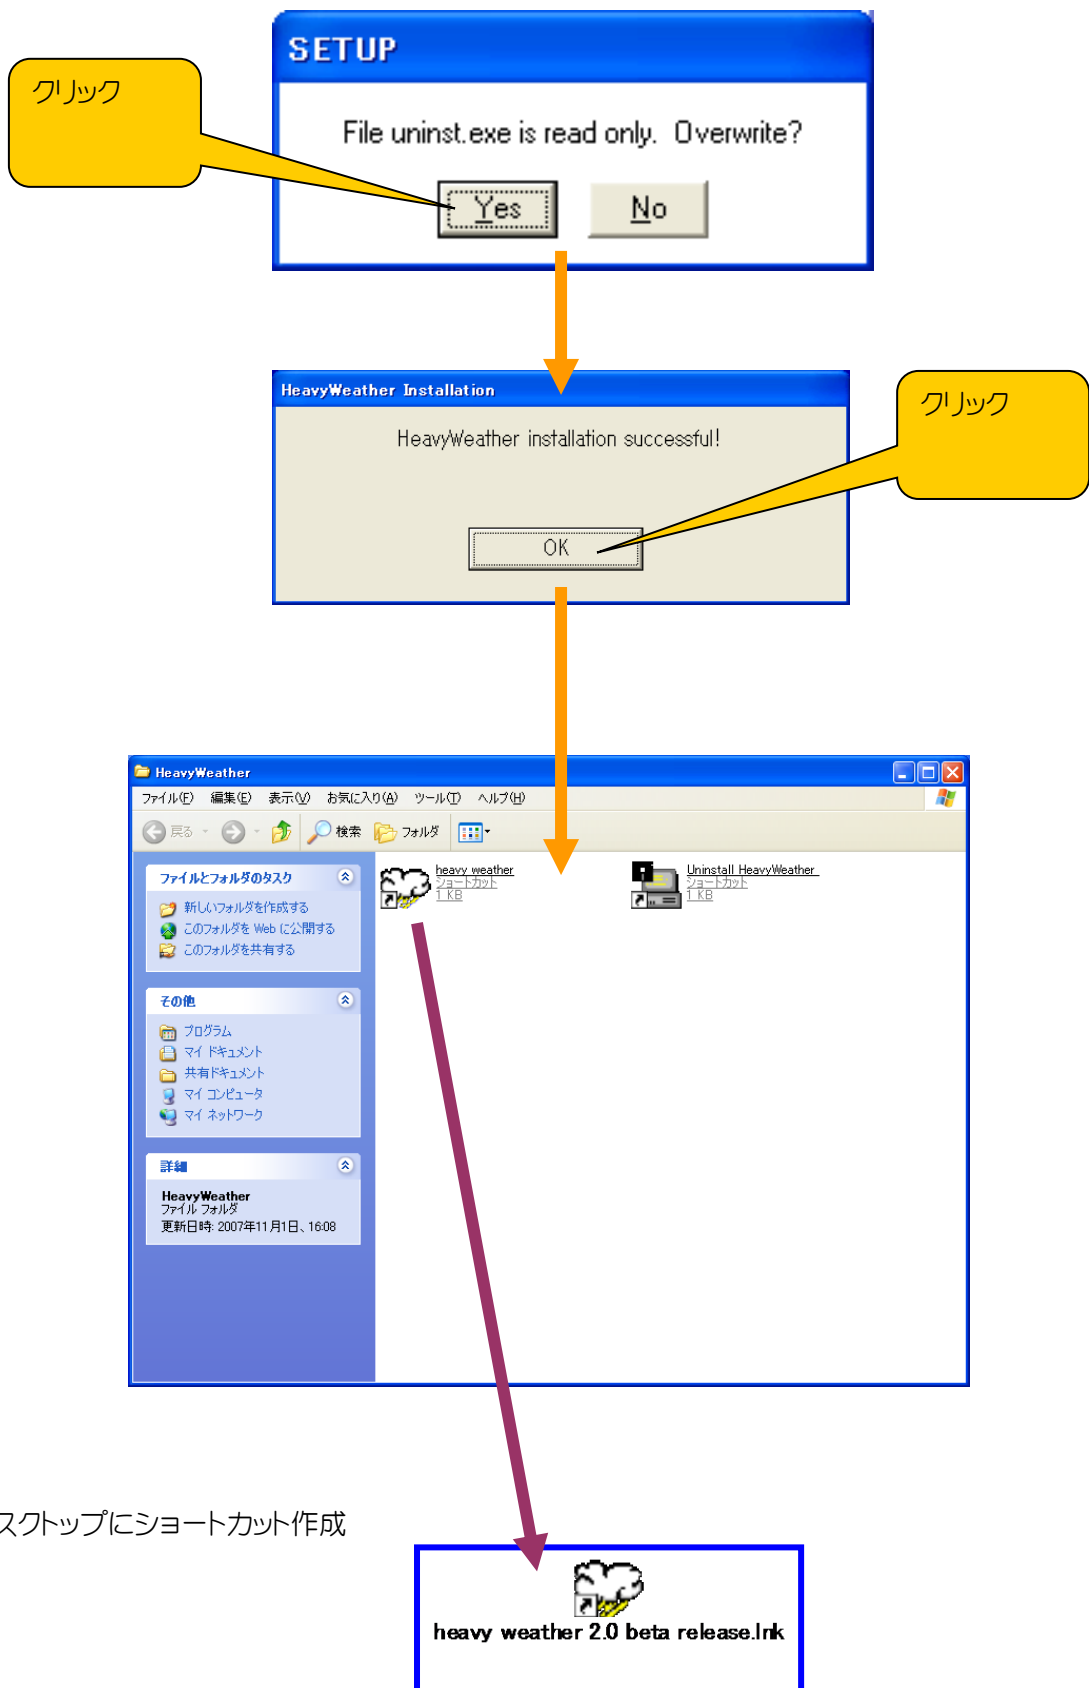 SETUP
クリック
File uninst.exe is read only.  Overwrite?
Yes
No
HeavyWeather Installation
クリック
HeavyWeather installation successful!
OK
HeavyWeather
ファイル(F) 編集(E) 表示(V) お気に入り(A) ツール(T) ヘルプ(H)
戻る 検索 フォルダ
ファイルとフォルダのタスク
新しいフォルダを作成する
このフォルダを Web に公開する
このフォルダを共有する
heavy weather
ショートカット
1 KB
Uninstall HeavyWeather
ショートカット
1 KB
その他
プログラム
マイ ドキュメント
共有ドキュメント
マイ コンピュータ
マイ ネットワーク
詳細
HeavyWeather
ファイル フォルダ
更新日時: 2007年11月1日、16:08
スクトップにショートカット作成
heavy weather 2.0 beta release.lnk